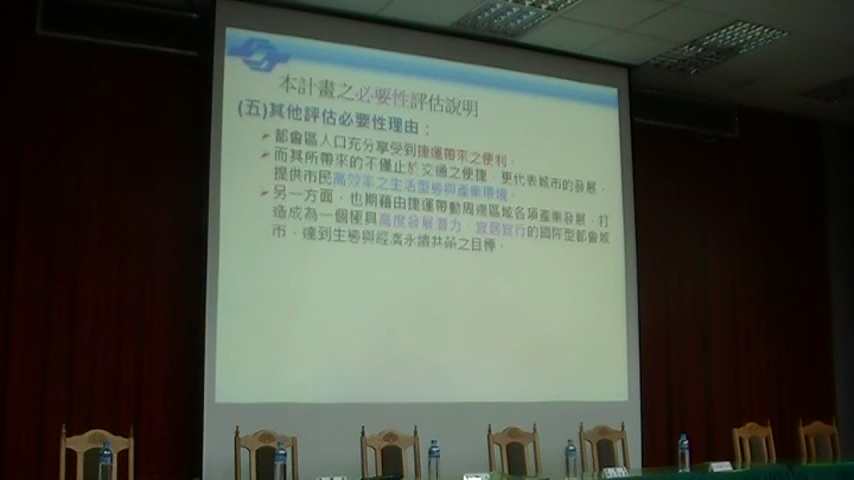 本計畫之必要性評估說明
(五)其他評估必要性理由：
➢都會區人口充分享受到捷運帶來之便利，
➢而其所帶來的不僅止於交通之便捷，更代表城市的發展，
提供市民高效率之生活型態與產業環境。
➢另一方面，也期藉由捷運帶動周邊區域各項產業發展，打
造成為一個極具高度發展潛力、宜居宜行的國際型都會城
市，達到生態與經濟永續共榮之目標。